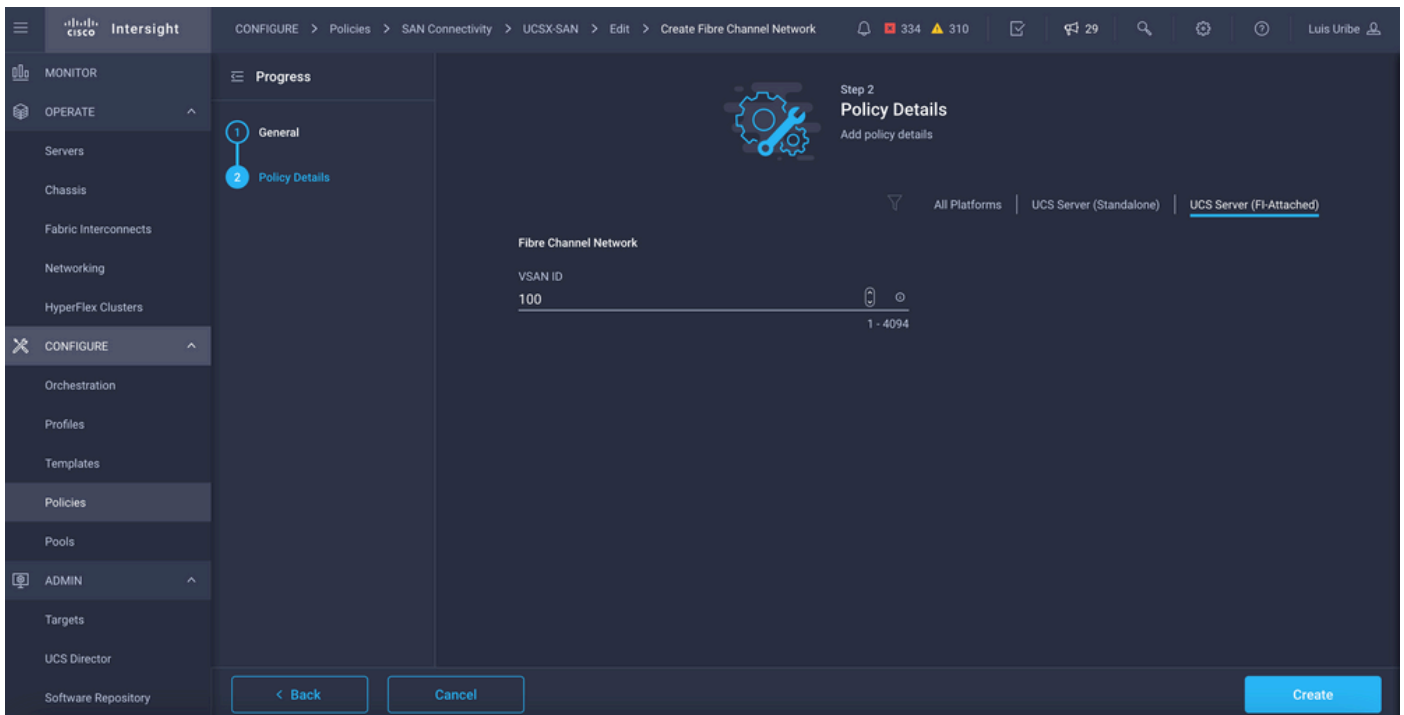 cisco Intersight CONFIGURE > Policies > SAN Connectivity > UCSX-SAN > Edit > Create Fibre Channel Network 334 310 29 Luis Uribe
MONITOR
OPERATE
Servers
Chassis
Fabric Interconnects
Networking
HyperFlex Clusters
CONFIGURE
Orchestration
Profiles
Templates
Policies
Pools
ADMIN
Targets
UCS Director
Software Repository
Progress
1 General
2 Policy Details
Step 2
Policy Details
Add policy details
All Platforms | UCS Server (Standalone) | UCS Server (FI-Attached)
Fibre Channel Network
VSAN ID
100
1 - 4094
< Back Cancel Create